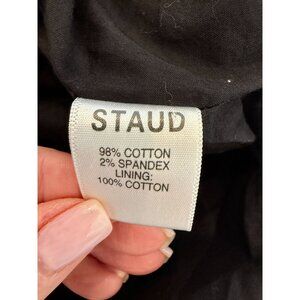 STAUD
98% COTTON
2% SPANDEX
LINING:
100% COTTON